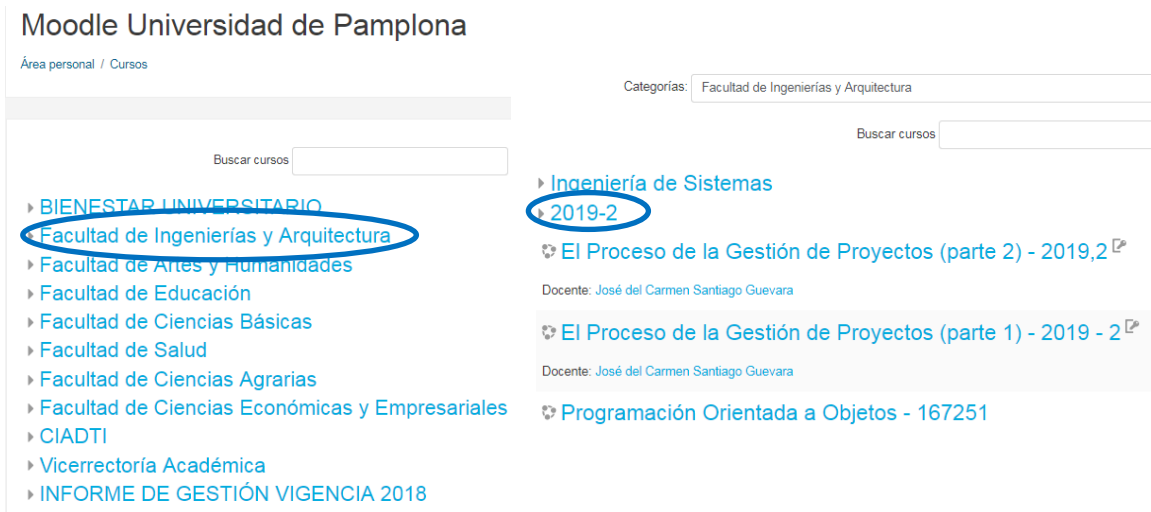 Moodle Universidad de Pamplona
Área personal / Cursos
Buscar cursos
BIENESTAR UNIVERSITARIO
Facultad de Ingenierías y Arquitectura
Facultad de Artes y Humanidades
Facultad de Educación
Facultad de Ciencias Básicas
Facultad de Salud
Facultad de Ciencias Agrarias
Facultad de Ciencias Económicas y Empresariales
CIADTI
Vicerrectoría Académica
INFORME DE GESTIÓN VIGENCIA 2018
Categorías: Facultad de Ingenierías y Arquitectura
Buscar cursos
Ingeniería de Sistemas
2019-2
El Proceso de la Gestión de Proyectos (parte 2) - 2019,2
Docente: José del Carmen Santiago Guevara
El Proceso de la Gestión de Proyectos (parte 1) - 2019 - 2
Docente: José del Carmen Santiago Guevara
Programación Orientada a Objetos - 167251